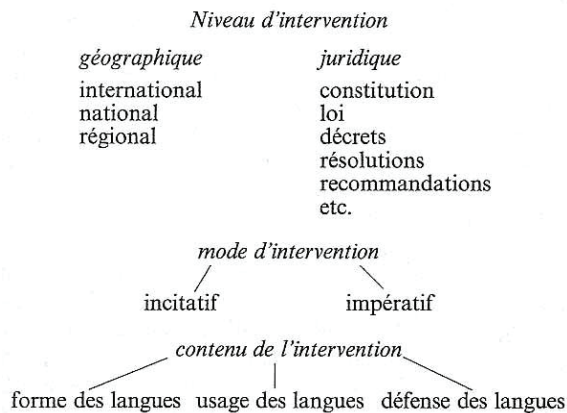 Niveau d'intervention
géographique juridique
international constitution
national loi
régional décrets
résolutions
recommandations
etc.
mode d'intervention
incitatif impératif
contenu de l'intervention
forme des langues usage des langues défense des langues